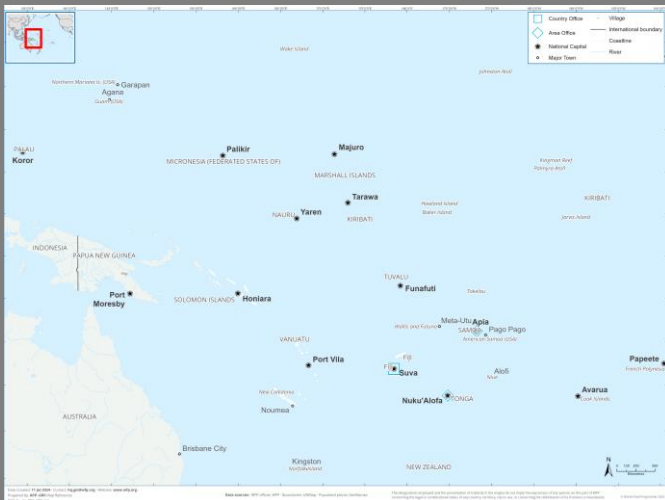 Country Office
Village
Area Office
International boundary
National Capital
Coastline
Major Town
River
Wake Island
Johnston Atoll
Northern Mariana Is. (USA)
Garapan
Agana
Guam (USA)
PALAU
Koror
Palikir
MICRONESIA (FEDERATED STATES OF)
Majuro
MARSHALL ISLANDS
Kingman Reef
Palmyra Atoll
Tarawa
KIRIBATI
NAURU
Yaren
KIRIBATI
Howland Island
Baker Island
Jarvis Island
INDONESIA
PAPUA NEW GUINEA
TUVALU
Funafuti
Tokelau
Port
Moresby
SOLOMON ISLANDS
Honiara
Meta-Utu
Apia
Wallis and Futuna
SAMOA
Pago Pago
American Samoa (USA)
VANUATU
Port Vila
Fiji
Suva
Alofi
Niue
Papeete
French Polynesia
New Caledonia
Noumea
Nuku'Alofa
TONGA
Avarua
Cook Islands
AUSTRALIA
Brisbane City
Kingston
Norfolk Island
NEW ZEALAND
N